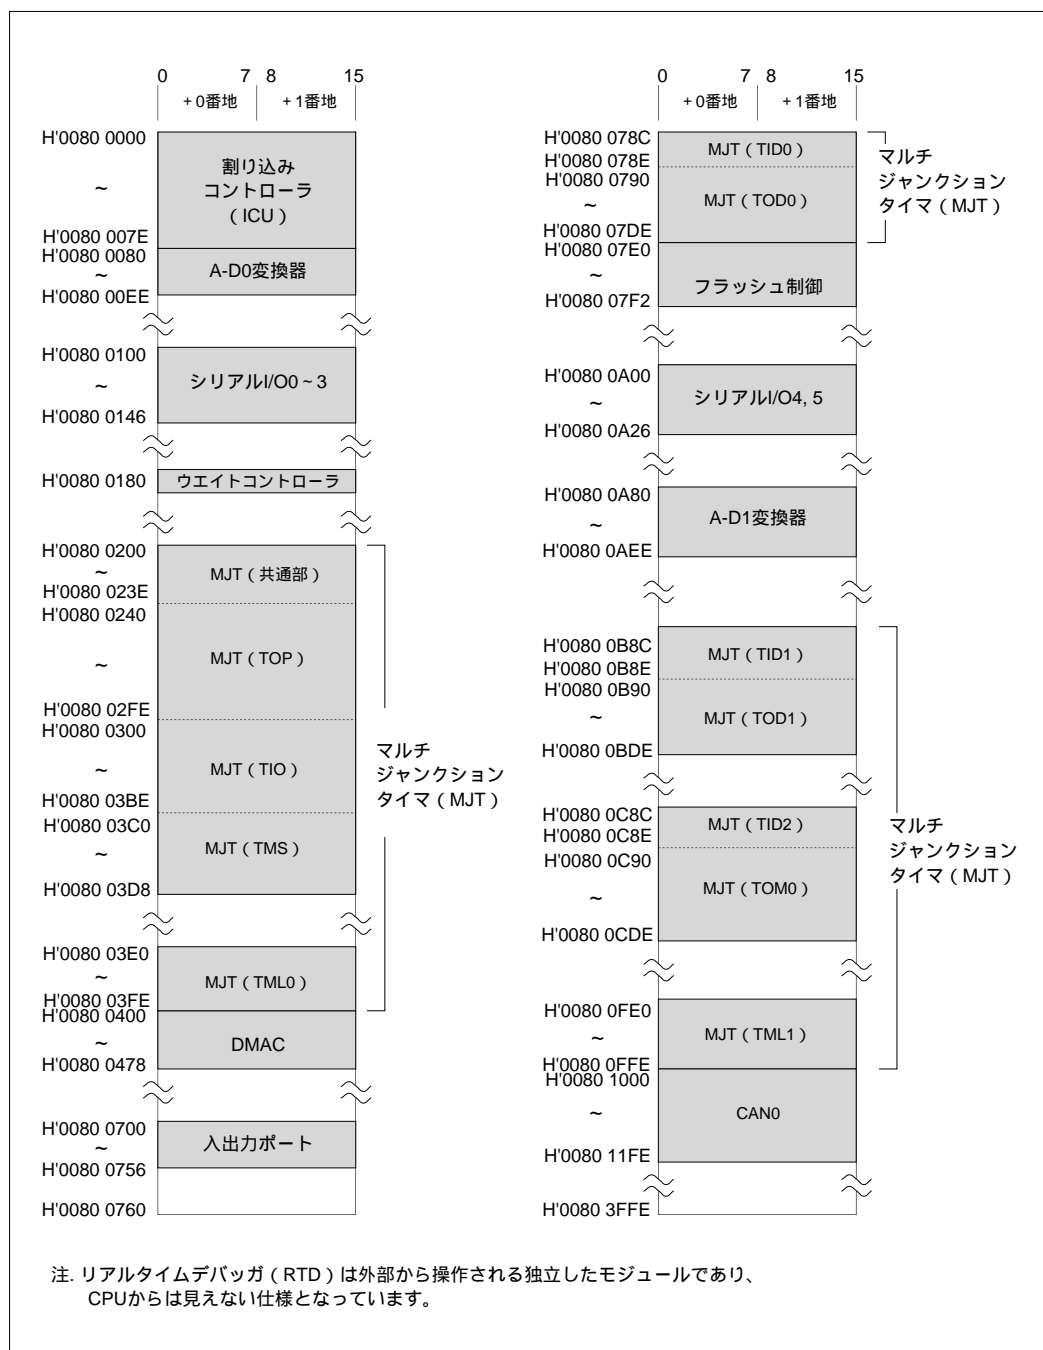 0 7 8 15
+0番地 +1番地
H'0080 0000
~
H'0080 007E
割り込み
コントローラ
(ICU)
H'0080 0080
~
H'0080 00EE
A-D0変換器
H'0080 0100
~
H'0080 0146
シリアルI/O0~3
H'0080 0180
ウエイトコントローラ
H'0080 0200
~
H'0080 023E
MJT(共通部)
H'0080 0240
~
H'0080 02FE
MJT(TOP)
H'0080 0300
~
H'0080 03BE
MJT(TIO)
H'0080 03C0
~
H'0080 03D8
MJT(TMS)
H'0080 03E0
~
H'0080 03FE
MJT(TML0)
マルチ
ジャンクション
タイマ(MJT)
H'0080 0400
~
H'0080 0478
DMAC
H'0080 0700
~
H'0080 0756
入出力ポート
H'0080 0760
0 7 8 15
+0番地 +1番地
H'0080 078C
H'0080 078E
MJT(TID0)
H'0080 0790
~
H'0080 07DE
MJT(TOD0)
マルチ
ジャンクション
タイマ(MJT)
H'0080 07E0
~
H'0080 07F2
フラッシュ制御
H'0080 0A00
~
H'0080 0A26
シリアルI/O4, 5
H'0080 0A80
~
H'0080 0AEE
A-D1変換器
H'0080 0B8C
H'0080 0B8E
MJT(TID1)
H'0080 0B90
~
H'0080 0BDE
MJT(TOD1)
H'0080 0C8C
H'0080 0C8E
MJT(TID2)
H'0080 0C90
~
H'0080 0CDE
MJT(TOM0)
H'0080 0FE0
~
H'0080 0FFE
MJT(TML1)
マルチ
ジャンクション
タイマ(MJT)
H'0080 1000
~
H'0080 11FE
CAN0
H'0080 3FFE
注. リアルタイムデバッガ(RTD)は外部から操作される独立したモジュールであり、
CPUからは見えない仕様となっています。